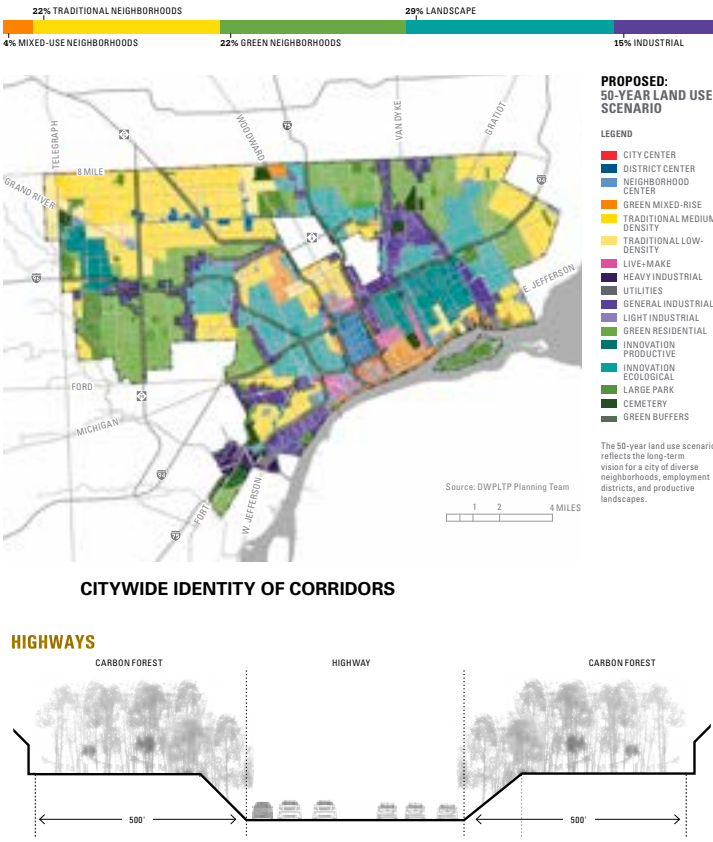 22% TRADITIONAL NEIGHBORHOODS
29% LANDSCAPE
4% MIXED-USE NEIGHBORHOODS
22% GREEN NEIGHBORHOODS
15% INDUSTRIAL
PROPOSED:
50-YEAR LAND USE
SCENARIO
LEGEND
CITY CENTER
DISTRICT CENTER
NEIGHBORHOOD
CENTER
GREEN MIXED-RISE
TRADITIONAL MEDIUM
DENSITY
TRADITIONAL LOW-
DENSITY
LIVE+MAKE
HEAVY INDUSTRIAL
UTILITIES
GENERAL INDUSTRIAL
LIGHT INDUSTRIAL
GREEN RESIDENTIAL
INNOVATION
PRODUCTIVE
INNOVATION
ECOLOGICAL
LARGE PARK
CEMETERY
GREEN BUFFERS
The 50-year land use scenario
reflects the long-term
vision for a city of diverse
neighborhoods, employment
districts, and productive
landscapes.
TELEGRAPH
WOODWARD
75
VAN DYKE
GRATIOT
8 MILE
GRAND RIVER
94
96
E. JEFFERSON
FORD
MICHIGAN
94
FORT
W. JEFFERSON
75
Source: DWPLTP Planning Team
1 2 4 MILES
CITYWIDE IDENTITY OF CORRIDORS
HIGHWAYS
CARBON FOREST
HIGHWAY
CARBON FOREST
500'
500'